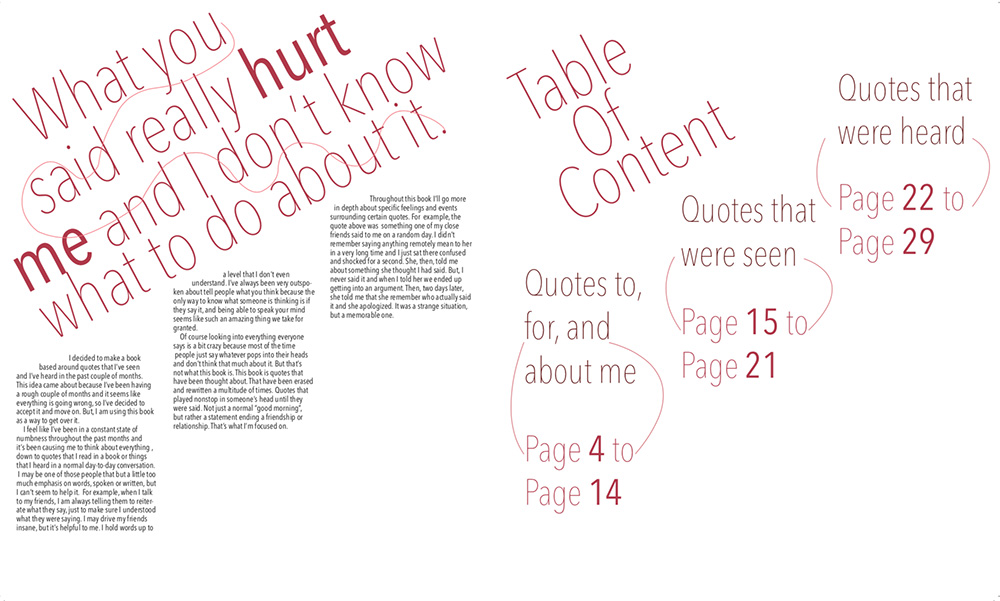 What you
said really hurt
me and I don't know
what to do about it.
I decided to make a book
based around quotes that I've seen
and I've heard in the past couple of months.
This idea came about because I've been having
a rough couple of months and it seems like
everything is going wrong, so I've decided to
accept it and move on. But, I am using this book
as a way to get over it.
I feel like I've been in a constant state of
numbness throughout the past months and
it's been causing me to think about everything ,
down to quotes that I read in a book or things
that I heard in a normal day-to-day conversation.
I may be one of those people that but a little too
much emphasis on words, spoken or written, but
I can't seem to help it. For example, when I talk
to my friends, I am always telling them to reiter-
ate what they say, just to make sure I understood
what they were saying. I may drive my friends
insane, but it's helpful to me. I hold words up to
a level that I don't even
understand. I've always been very outspo-
ken about tell people what you think because the
only way to know what someone is thinking is if
they say it, and being able to speak your mind
seems like such an amazing thing we take for
granted.
Of course looking into everything everyone
says is a bit crazy because most of the time
people just say whatever pops into their heads
and don't think that much about it. But that's
not what this book is. This book is quotes that
have been thought about. That have been erased
and rewritten a multitude of times. Quotes that
played nonstop in someone's head until they
were said. Not just a normal "good morning",
but rather a statement ending a friendship or
relationship. That's what I'm focused on.
Throughout this book I'll go more
in depth about specific feelings and events
surrounding certain quotes. For example, the
quote above was something one of my close
friends said to me on a random day. I didn't
remember saying anything remotely mean to her
in a very long time and I just sat there confused
and shocked for a second. She, then, told me
about something she thought I had said. But, I
never said it and when I told her we ended up
getting into an argument. Then, two days later,
she told me that she remember who actually said
it and she apologized. It was a strange situation,
but a memorable one.
Table
Of
Content
Quotes to,
for, and
about me
Page 4 to
Page 14
Quotes that
were seen
Page 15 to
Page 21
Quotes that
were heard
Page 22 to
Page 29